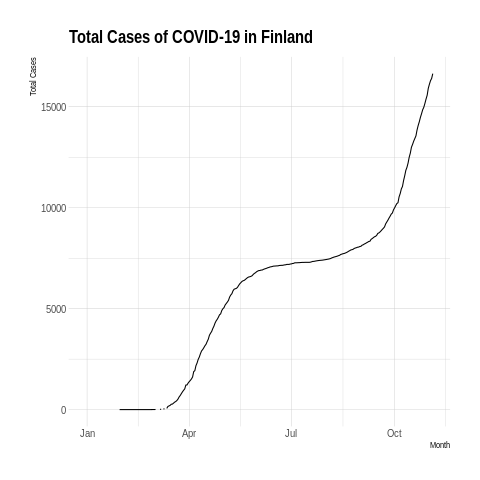 Total Cases of COVID-19 in Finland
Total Cases
15000
10000
5000
0
Jan Apr Jul Oct
Month